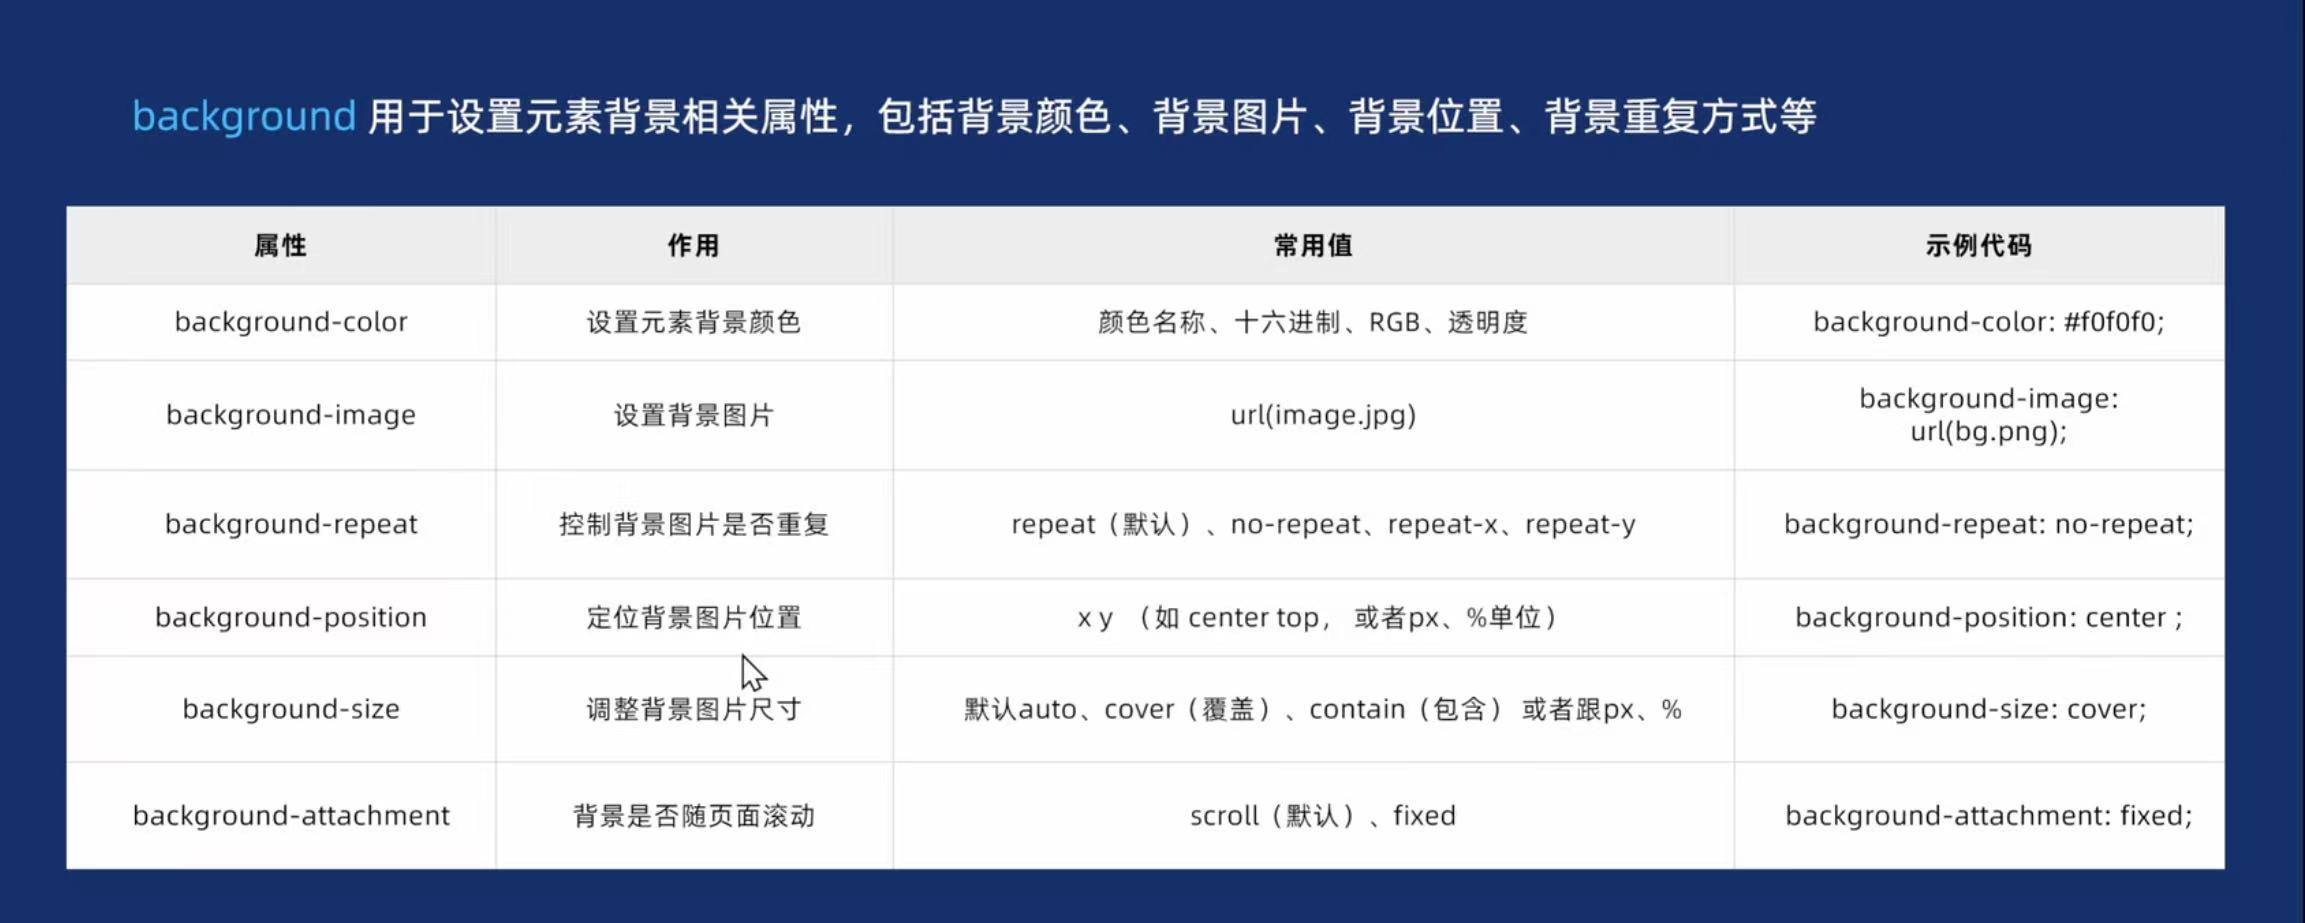 background 用于设置元素背景相关属性，包括背景颜色、背景图片、背景位置、背景重复方式等
属性 作用 常用值 示例代码
background-color 设置元素背景颜色 颜色名称、十六进制、RGB、透明度 background-color: #f0f0f0;
background-image 设置背景图片 url(image.jpg) background-image:
url(bg.png);
background-repeat 控制背景图片是否重复 repeat（默认）、no-repeat、repeat-x、repeat-y background-repeat: no-repeat;
background-position 定位背景图片位置 x y （如 center top， 或者px、%单位） background-position: center ;
background-size 调整背景图片尺寸 默认auto、cover（覆盖）、contain（包含） 或者跟px、% background-size: cover;
background-attachment 背景是否随页面滚动 scroll（默认）、fixed background-attachment: fixed;